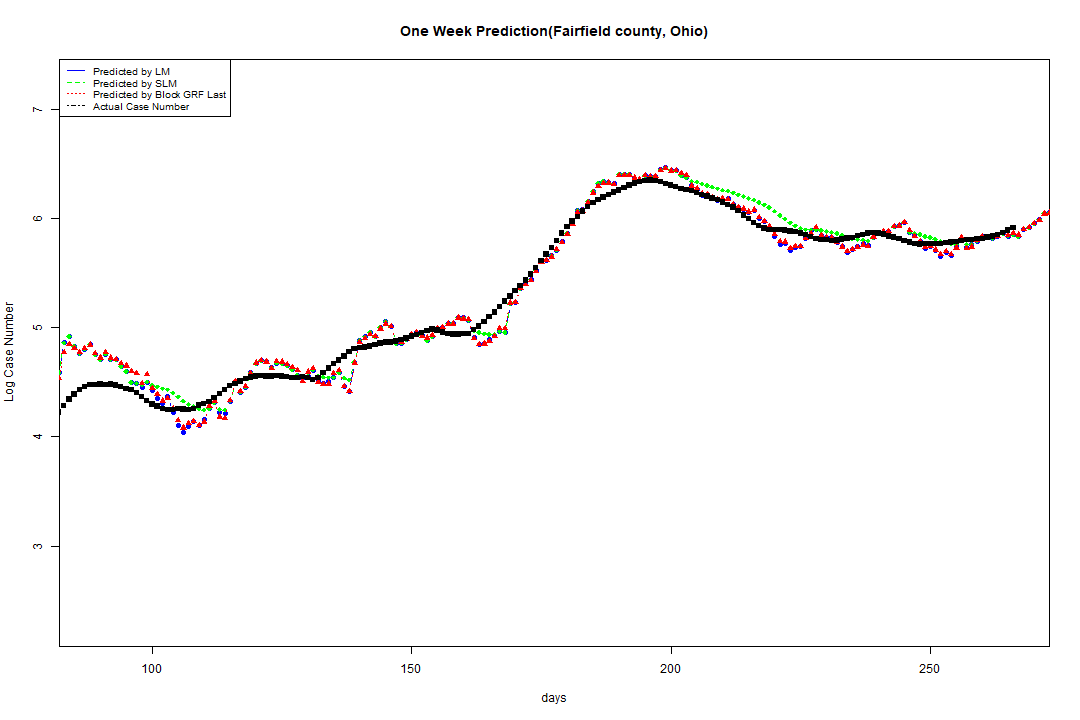 One Week Prediction(Fairfield county, Ohio)
Predicted by LM
Predicted by SLM
Predicted by Block GRF Last
Actual Case Number
7
6
5
4
3
Log Case Number
100 150 200 250
days